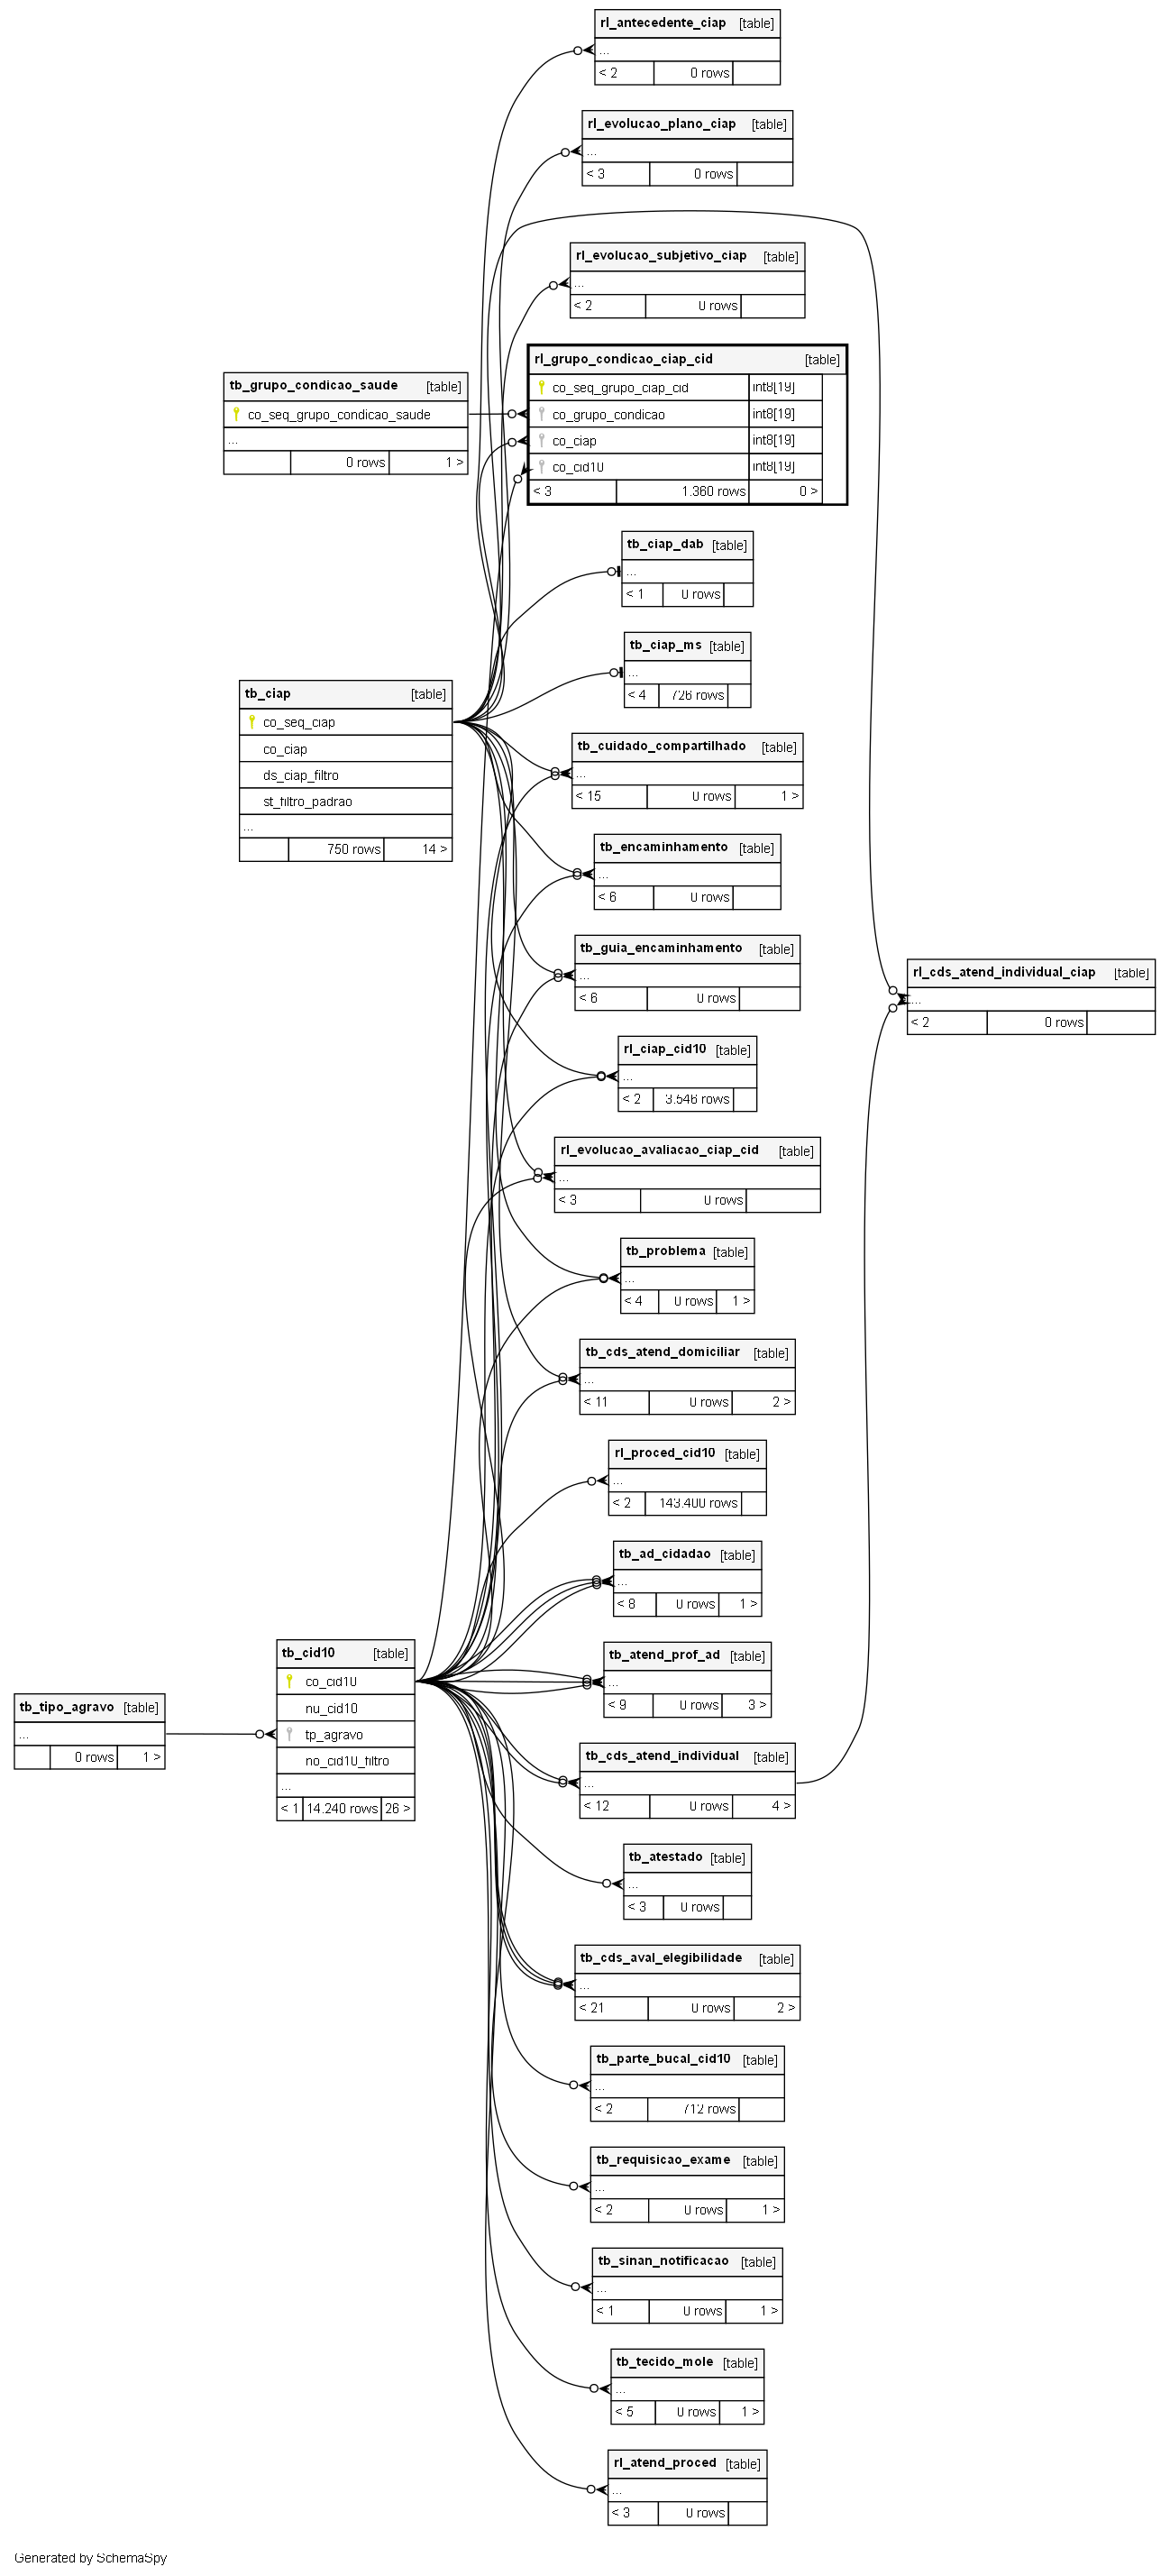 rl_antecedente_ciap [table]
...
< 2 0 rows
rl_evolucao_plano_ciap [table]
...
< 3 0 rows
rl_evolucao_subjetivo_ciap [table]
...
< 2 0 rows
rl_grupo_condicao_ciap_cid [table]
co_seq_grupo_ciap_cid int8[19]
co_grupo_condicao int8[19]
co_ciap int8[19]
co_cid10 int8[19]
< 3 1.360 rows 0 >
tb_grupo_condicao_saude [table]
co_seq_grupo_condicao_saude
...
0 rows 1 >
tb_ciap_dab [table]
...
< 1 0 rows
tb_ciap_ms [table]
...
< 4 726 rows
tb_ciap [table]
co_seq_ciap
co_ciap
ds_ciap_filtro
st_filtro_padrao
...
750 rows 14 >
tb_cuidado_compartilhado [table]
...
< 15 0 rows 1 >
tb_encaminhamento [table]
...
< 6 0 rows
tb_guia_encaminhamento [table]
...
< 6 0 rows
rl_cds_atend_individual_ciap [table]
...
< 2 0 rows
rl_ciap_cid10 [table]
...
< 2 3.546 rows
rl_evolucao_avaliacao_ciap_cid [table]
...
< 3 0 rows
tb_problema [table]
...
< 4 0 rows 1 >
tb_cds_atend_domiciliar [table]
...
< 11 0 rows 2 >
rl_proced_cid10 [table]
...
< 2 143.400 rows
tb_ad_cidadao [table]
...
< 8 0 rows 1 >
tb_atend_prof_ad [table]
...
< 9 0 rows 3 >
tb_cid10 [table]
co_cid10
nu_cid10
tp_agravo
no_cid10_filtro
...
< 1 14.240 rows 26 >
tb_tipo_agravo [table]
...
0 rows 1 >
tb_cds_atend_individual [table]
...
< 12 0 rows 4 >
tb_atestado [table]
...
< 3 0 rows
tb_cds_aval_elegibilidade [table]
...
< 21 0 rows 2 >
tb_parte_bucal_cid10 [table]
...
< 2 712 rows
tb_requisicao_exame [table]
...
< 2 0 rows 1 >
tb_sinan_notificacao [table]
...
< 1 0 rows 1 >
tb_tecido_mole [table]
...
< 5 0 rows 1 >
rl_atend_proced [table]
...
< 3 0 rows
Generated by SchemaSpy